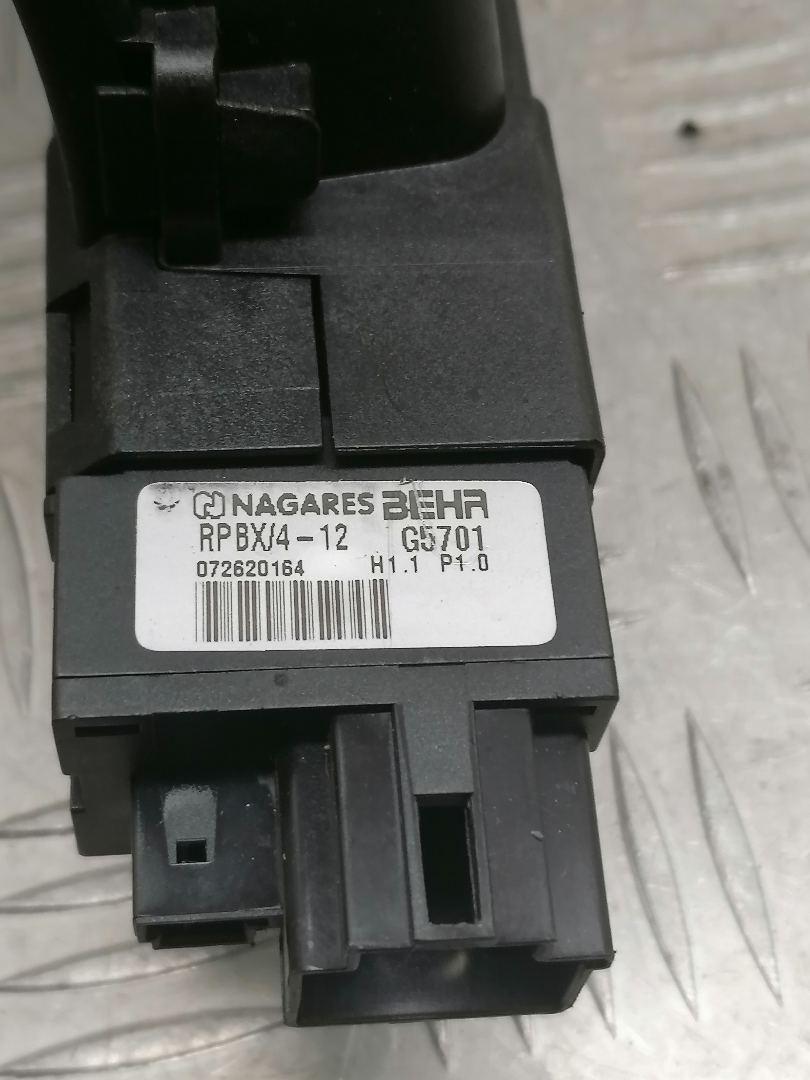 NAGARES BEHR
RPBX/4-12 G5701
072620164 H1.1 P1.0